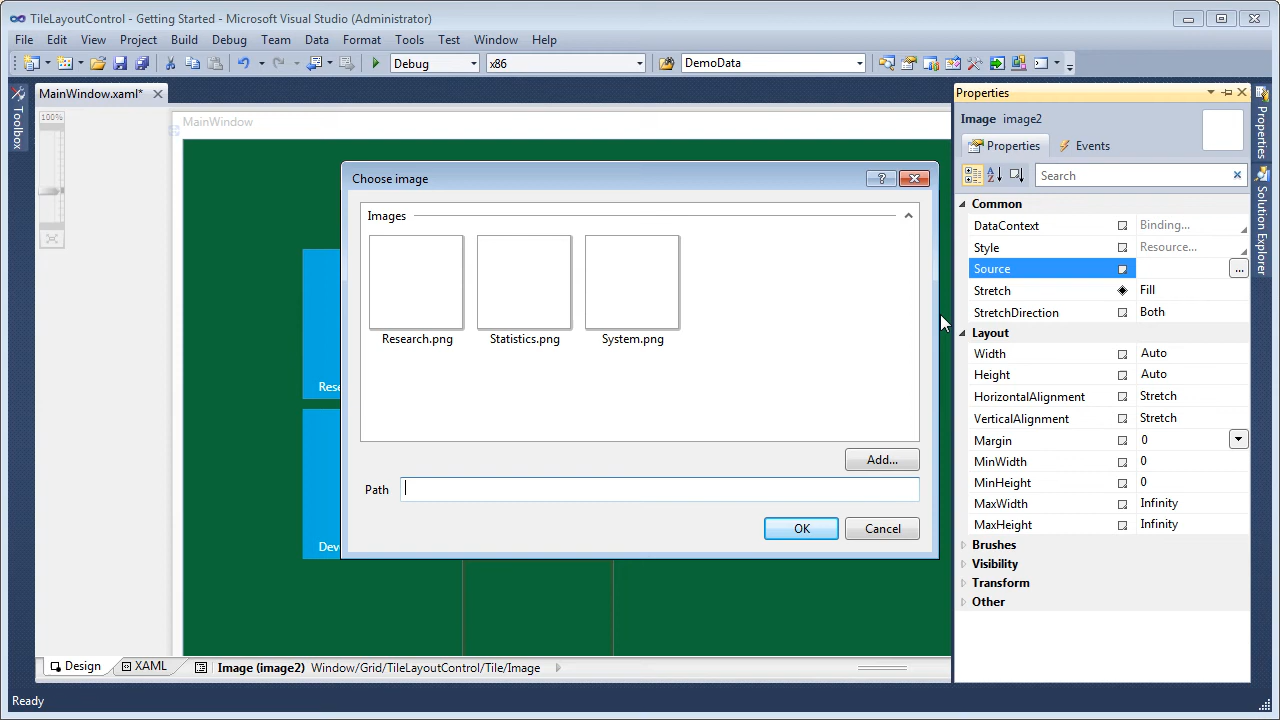 TileLayoutControl - Getting Started - Microsoft Visual Studio (Administrator)
File Edit View Project Build Debug Team Data Format Tools Test Window Help
Debug x86 DemoData
Toolbox
MainWindow.xaml*
100%
MainWindow
Choose image
Images
Research.png Statistics.png System.png
Add...
Path
OK Cancel
Dev
Properties
Image image2
Properties Events
Search
Common
DataContext Binding...
Style Resource...
Source ...
Stretch Fill
StretchDirection Both
Layout
Width Auto
Height Auto
HorizontalAlignment Stretch
VerticalAlignment Stretch
Margin 0
MinWidth 0
MinHeight 0
MaxWidth Infinity
MaxHeight Infinity
Brushes
Visibility
Transform
Other
Properties
Solution Explorer
Design XAML Image (image2) Window/Grid/TileLayoutControl/Tile/Image
Ready